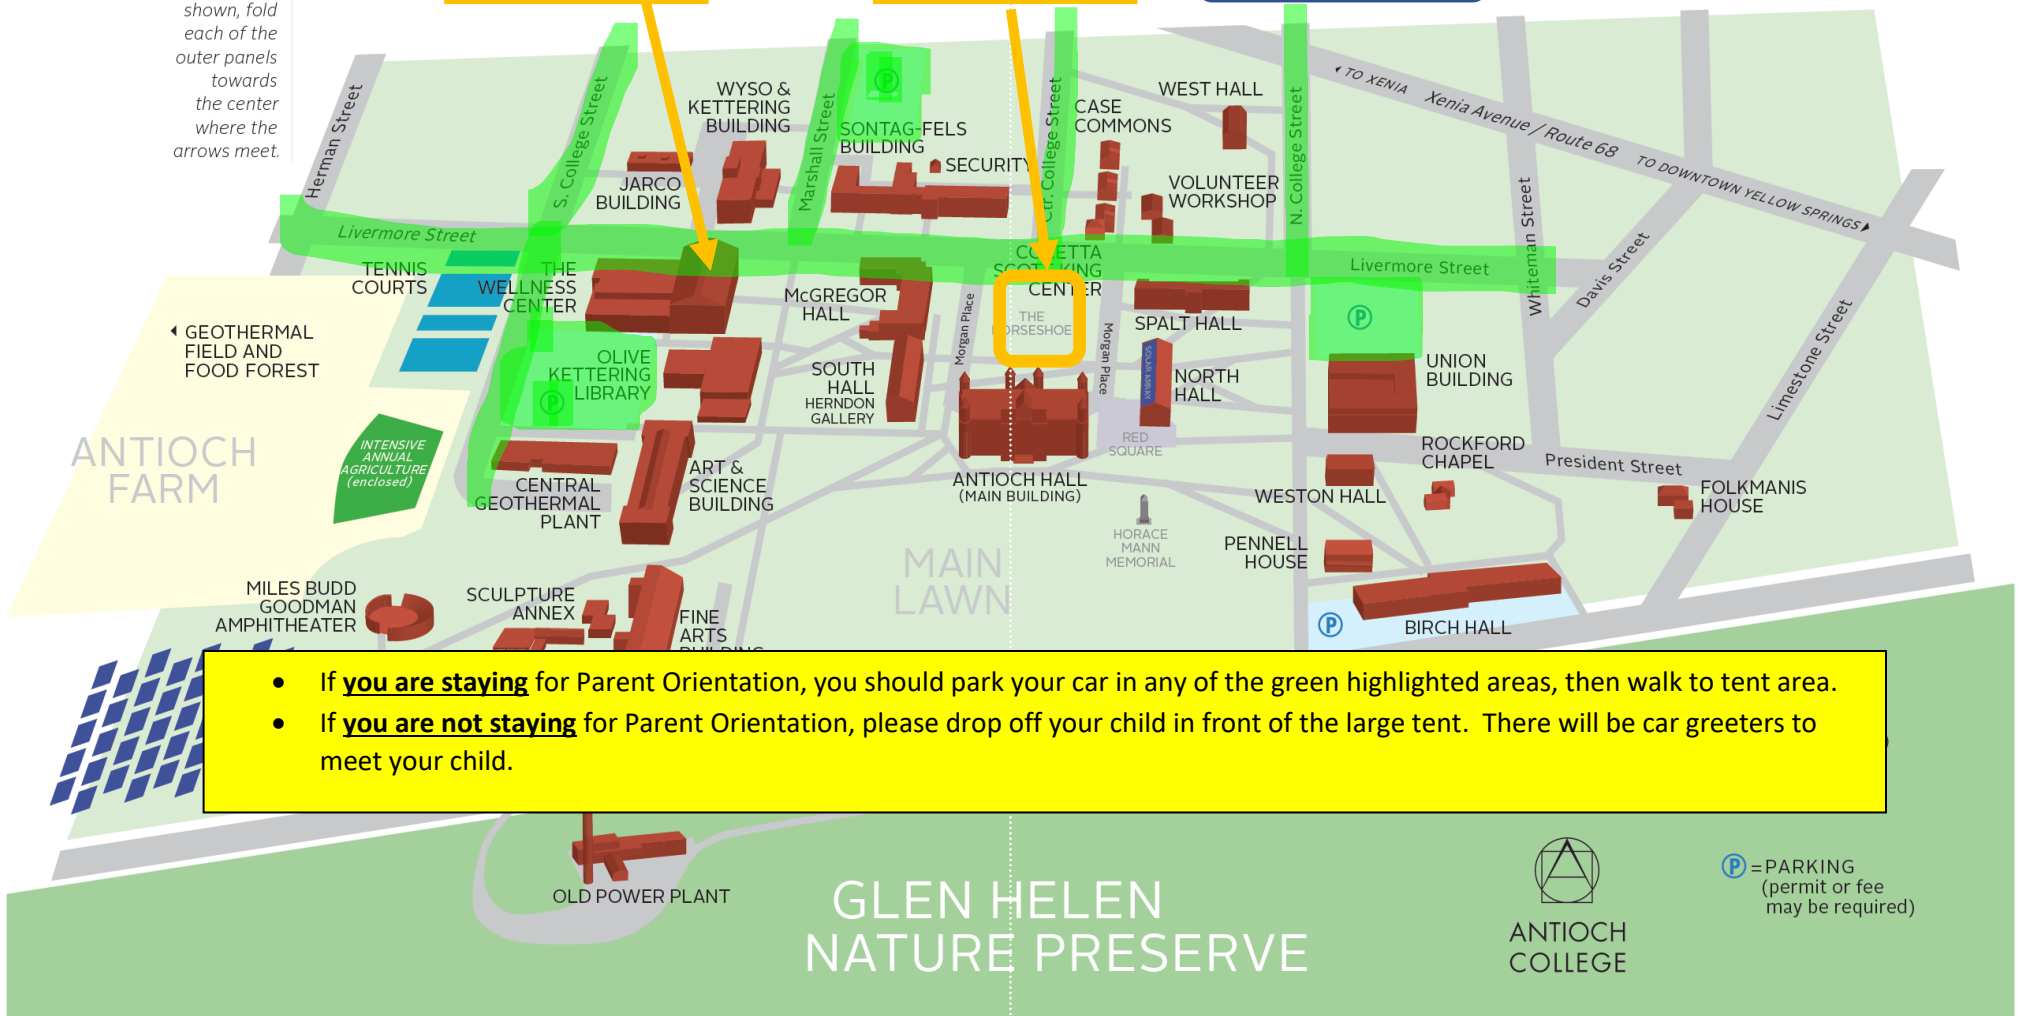 shown, fold
each of the
outer panels
towards
the center
where the
arrows meet.
Herman Street
S. College Street
Marshall Street
Ctr. College Street
N. College Street
TO XENIA
Xenia Avenue / Route 68
TO DOWNTOWN YELLOW SPRINGS
WYSO &
KETTERING
BUILDING
P
SONTAG-FELS
BUILDING
SECURITY
CASE
COMMONS
WEST HALL
JARCO
BUILDING
VOLUNTEER
WORKSHOP
Whiteman Street
Davis Street
Limestone Street
Livermore Street
Livermore Street
TENNIS
COURTS
THE
WELLNESS
CENTER
McGREGOR
HALL
Morgan Place
CORETTA
SCOTT KING
CENTER
THE
HORSESHOE
Morgan Place
SPALT HALL
P
GEOTHERMAL
FIELD AND
FOOD FOREST
OLIVE
KETTERING
LIBRARY
P
SOUTH
HALL
HERNDON
GALLERY
SOLAR ARRAY
NORTH
HALL
UNION
BUILDING
ANTIOCH
FARM
INTENSIVE
ANNUAL
AGRICULTURE
(enclosed)
RED
SQUARE
ROCKFORD
CHAPEL
President Street
CENTRAL
GEOTHERMAL
PLANT
ART &
SCIENCE
BUILDING
ANTIOCH HALL
(MAIN BUILDING)
WESTON HALL
FOLKMANIS
HOUSE
HORACE
MANN
MEMORIAL
PENNELL
HOUSE
MAIN
LAWN
MILES BUDD
GOODMAN
AMPHITHEATER
SCULPTURE
ANNEX
FINE
ARTS
BUILDING
P
BIRCH HALL
• If you are staying for Parent Orientation, you should park your car in any of the green highlighted areas, then walk to tent area.
• If you are not staying for Parent Orientation, please drop off your child in front of the large tent.  There will be car greeters to
meet your child.
OLD POWER PLANT
GLEN HELEN
NATURE PRESERVE
ANTIOCH
COLLEGE
P = PARKING
(permit or fee
may be required)